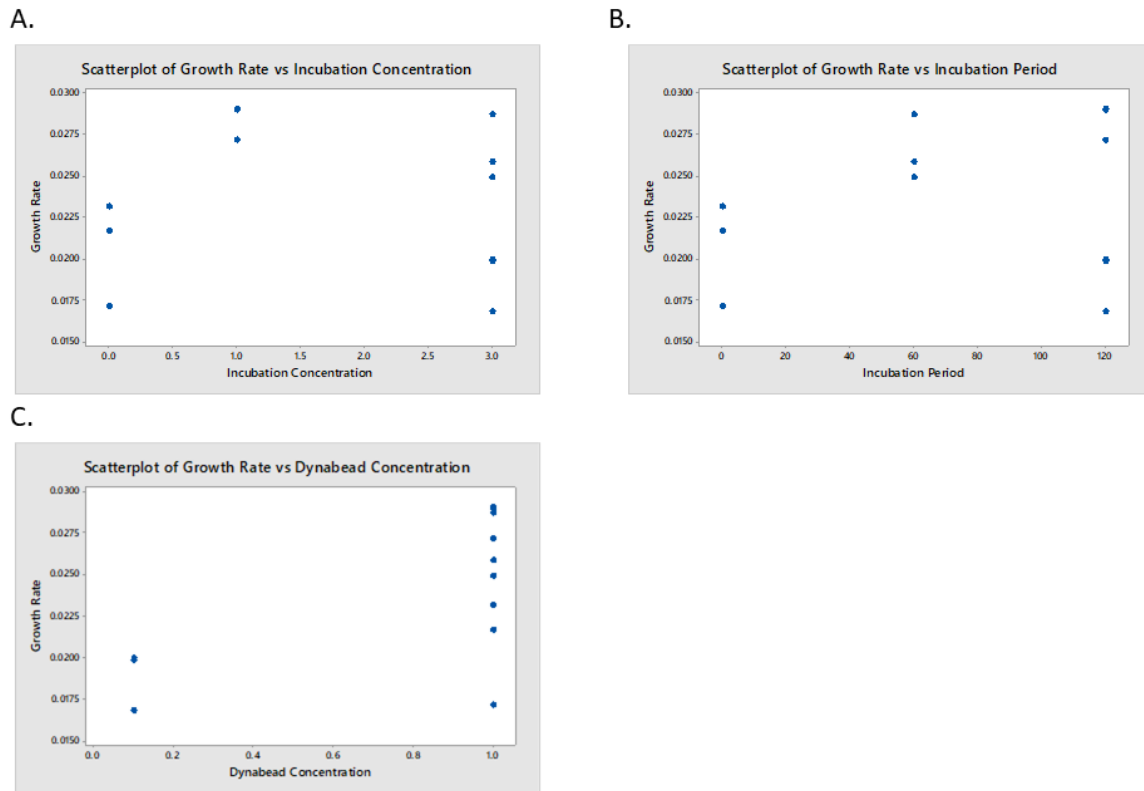 A.
Scatterplot of Growth Rate vs Incubation Concentration
0.0300
0.0275
0.0250
0.0225
0.0200
0.0175
0.0150
Growth Rate
0.0 0.5 1.0 1.5 2.0 2.5 3.0
Incubation Concentration
B.
Scatterplot of Growth Rate vs Incubation Period
0.0300
0.0275
0.0250
0.0225
0.0200
0.0175
0.0150
Growth Rate
0 20 40 60 80 100 120
Incubation Period
C.
Scatterplot of Growth Rate vs Dynabead Concentration
0.0300
0.0275
0.0250
0.0225
0.0200
0.0175
0.0150
Growth Rate
0.0 0.2 0.4 0.6 0.8 1.0
Dynabead Concentration